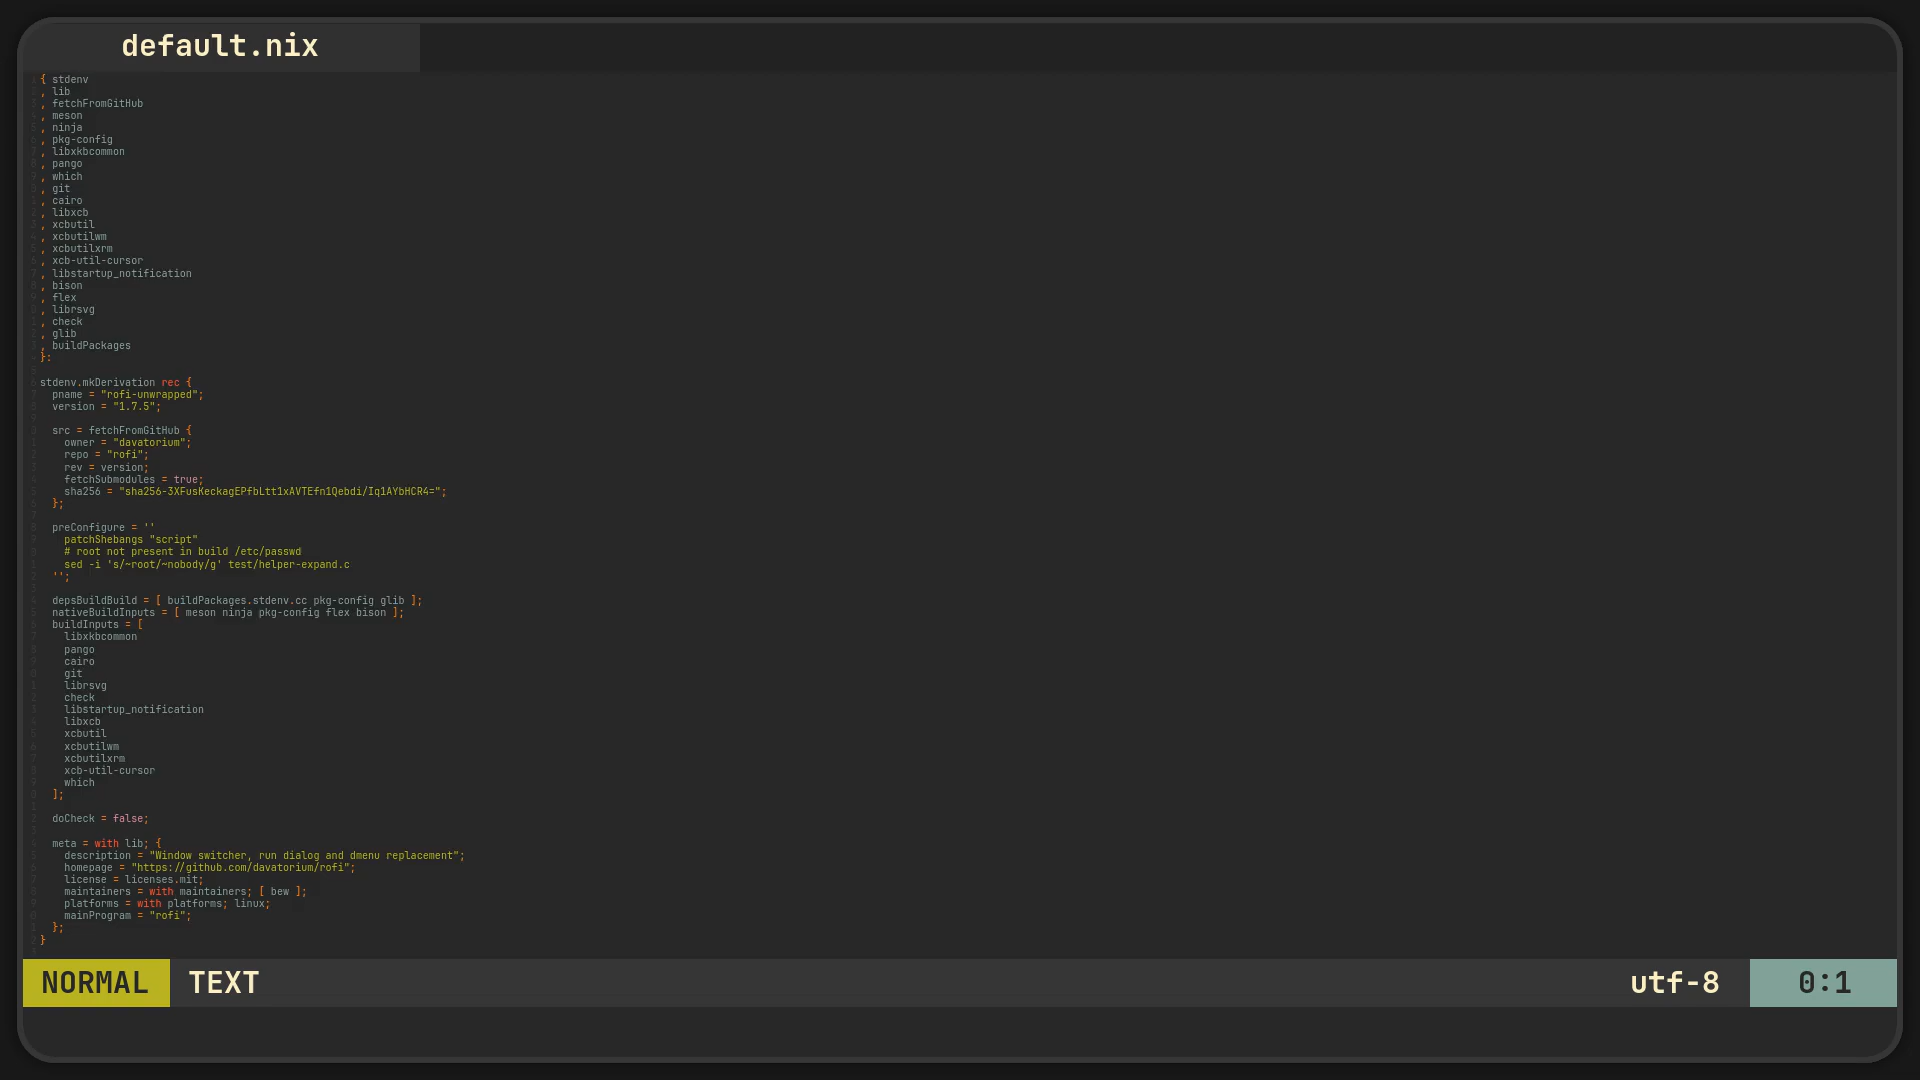 default.nix
{ stdenv
, lib
, fetchFromGitHub
, meson
, ninja
, pkg-config
, libxkbcommon
, pango
, which
, git
, cairo
, libxcb
, xcbutil
, xcbutilwm
, xcbutilxrm
, xcb-util-cursor
, libstartup_notification
, bison
, flex
, librsvg
, check
, glib
, buildPackages
}:
stdenv.mkDerivation rec {
  pname = "rofi-unwrapped";
  version = "1.7.5";
  src = fetchFromGitHub {
    owner = "davatorium";
    repo = "rofi";
    rev = version;
    fetchSubmodules = true;
    sha256 = "sha256-3XFusKeckagEPfbLtt1xAVTEfn1Qebdi/Iq1AYbHCR4=";
  };
  preConfigure = ''
    patchShebangs "script"
    # root not present in build /etc/passwd
    sed -i 's/~root/~nobody/g' test/helper-expand.c
  '';
  depsBuildBuild = [ buildPackages.stdenv.cc pkg-config glib ];
  nativeBuildInputs = [ meson ninja pkg-config flex bison ];
  buildInputs = [
    libxkbcommon
    pango
    cairo
    git
    librsvg
    check
    libstartup_notification
    libxcb
    xcbutil
    xcbutilwm
    xcbutilxrm
    xcb-util-cursor
    which
  ];
  doCheck = false;
  meta = with lib; {
    description = "Window switcher, run dialog and dmenu replacement";
    homepage = "https://github.com/davatorium/rofi";
    license = licenses.mit;
    maintainers = with maintainers; [ bew ];
    platforms = with platforms; linux;
    mainProgram = "rofi";
  };
}
NORMAL TEXT utf-8 0:1